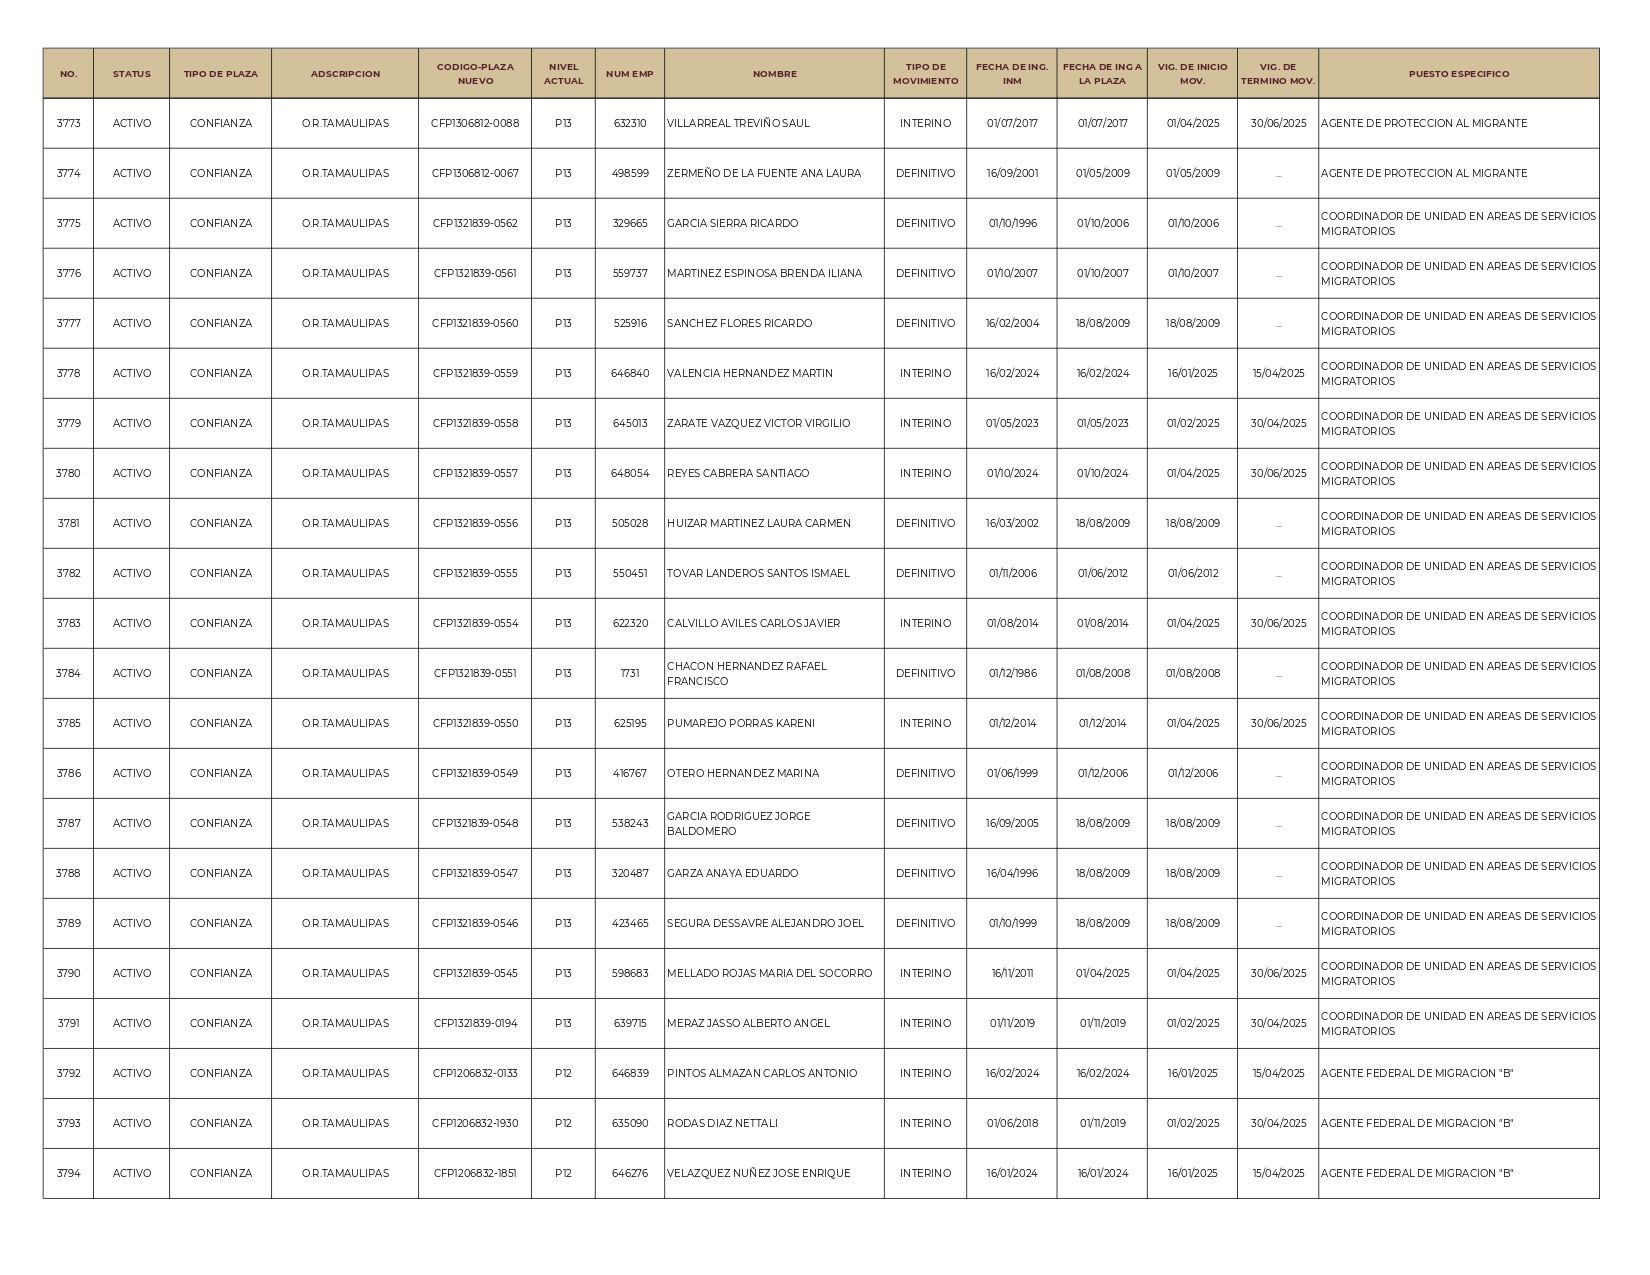 NO. STATUS TIPO DE PLAZA ADSCRIPCION CODIGO-PLAZA NUEVO NIVEL ACTUAL NUM EMP NOMBRE TIPO DE MOVIMIENTO FECHA DE ING. INM FECHA DE ING A LA PLAZA VIG. DE INICIO MOV. VIG. DE TERMINO MOV. PUESTO ESPECIFICO
3773 ACTIVO CONFIANZA O.R.TAMAULIPAS CFP1306812-0088 P13 632310 VILLARREAL TREVIÑO SAUL INTERINO 01/07/2017 01/07/2017 01/04/2025 30/06/2025 AGENTE DE PROTECCION AL MIGRANTE
3774 ACTIVO CONFIANZA O.R.TAMAULIPAS CFP1306812-0067 P13 498599 ZERMEÑO DE LA FUENTE ANA LAURA DEFINITIVO 16/09/2001 01/05/2009 01/05/2009 ... AGENTE DE PROTECCION AL MIGRANTE
3775 ACTIVO CONFIANZA O.R.TAMAULIPAS CFP1321839-0562 P13 329665 GARCIA SIERRA RICARDO DEFINITIVO 01/10/1996 01/10/2006 01/10/2006 ... COORDINADOR DE UNIDAD EN AREAS DE SERVICIOS MIGRATORIOS
3776 ACTIVO CONFIANZA O.R.TAMAULIPAS CFP1321839-0561 P13 559737 MARTINEZ ESPINOSA BRENDA ILIANA DEFINITIVO 01/10/2007 01/10/2007 01/10/2007 ... COORDINADOR DE UNIDAD EN AREAS DE SERVICIOS MIGRATORIOS
3777 ACTIVO CONFIANZA O.R.TAMAULIPAS CFP1321839-0560 P13 525916 SANCHEZ FLORES RICARDO DEFINITIVO 16/02/2004 18/08/2009 18/08/2009 ... COORDINADOR DE UNIDAD EN AREAS DE SERVICIOS MIGRATORIOS
3778 ACTIVO CONFIANZA O.R.TAMAULIPAS CFP1321839-0559 P13 646840 VALENCIA HERNANDEZ MARTIN INTERINO 16/02/2024 16/02/2024 16/01/2025 15/04/2025 COORDINADOR DE UNIDAD EN AREAS DE SERVICIOS MIGRATORIOS
3779 ACTIVO CONFIANZA O.R.TAMAULIPAS CFP1321839-0558 P13 645013 ZARATE VAZQUEZ VICTOR VIRGILIO INTERINO 01/05/2023 01/05/2023 01/02/2025 30/04/2025 COORDINADOR DE UNIDAD EN AREAS DE SERVICIOS MIGRATORIOS
3780 ACTIVO CONFIANZA O.R.TAMAULIPAS CFP1321839-0557 P13 648054 REYES CABRERA SANTIAGO INTERINO 01/10/2024 01/10/2024 01/04/2025 30/06/2025 COORDINADOR DE UNIDAD EN AREAS DE SERVICIOS MIGRATORIOS
3781 ACTIVO CONFIANZA O.R.TAMAULIPAS CFP1321839-0556 P13 505028 HUIZAR MARTINEZ LAURA CARMEN DEFINITIVO 16/03/2002 18/08/2009 18/08/2009 ... COORDINADOR DE UNIDAD EN AREAS DE SERVICIOS MIGRATORIOS
3782 ACTIVO CONFIANZA O.R.TAMAULIPAS CFP1321839-0555 P13 550451 TOVAR LANDEROS SANTOS ISMAEL DEFINITIVO 01/11/2006 01/06/2012 01/06/2012 ... COORDINADOR DE UNIDAD EN AREAS DE SERVICIOS MIGRATORIOS
3783 ACTIVO CONFIANZA O.R.TAMAULIPAS CFP1321839-0554 P13 622320 CALVILLO AVILES CARLOS JAVIER INTERINO 01/08/2014 01/08/2014 01/04/2025 30/06/2025 COORDINADOR DE UNIDAD EN AREAS DE SERVICIOS MIGRATORIOS
3784 ACTIVO CONFIANZA O.R.TAMAULIPAS CFP1321839-0551 P13 1731 CHACON HERNANDEZ RAFAEL FRANCISCO DEFINITIVO 01/12/1986 01/08/2008 01/08/2008 ... COORDINADOR DE UNIDAD EN AREAS DE SERVICIOS MIGRATORIOS
3785 ACTIVO CONFIANZA O.R.TAMAULIPAS CFP1321839-0550 P13 625195 PUMAREJO PORRAS KARENI INTERINO 01/12/2014 01/12/2014 01/04/2025 30/06/2025 COORDINADOR DE UNIDAD EN AREAS DE SERVICIOS MIGRATORIOS
3786 ACTIVO CONFIANZA O.R.TAMAULIPAS CFP1321839-0549 P13 416767 OTERO HERNANDEZ MARINA DEFINITIVO 01/06/1999 01/12/2006 01/12/2006 ... COORDINADOR DE UNIDAD EN AREAS DE SERVICIOS MIGRATORIOS
3787 ACTIVO CONFIANZA O.R.TAMAULIPAS CFP1321839-0548 P13 538243 GARCIA RODRIGUEZ JORGE BALDOMERO DEFINITIVO 16/09/2005 18/08/2009 18/08/2009 ... COORDINADOR DE UNIDAD EN AREAS DE SERVICIOS MIGRATORIOS
3788 ACTIVO CONFIANZA O.R.TAMAULIPAS CFP1321839-0547 P13 320487 GARZA ANAYA EDUARDO DEFINITIVO 16/04/1996 18/08/2009 18/08/2009 ... COORDINADOR DE UNIDAD EN AREAS DE SERVICIOS MIGRATORIOS
3789 ACTIVO CONFIANZA O.R.TAMAULIPAS CFP1321839-0546 P13 423465 SEGURA DESSAVRE ALEJANDRO JOEL DEFINITIVO 01/10/1999 18/08/2009 18/08/2009 ... COORDINADOR DE UNIDAD EN AREAS DE SERVICIOS MIGRATORIOS
3790 ACTIVO CONFIANZA O.R.TAMAULIPAS CFP1321839-0545 P13 598683 MELLADO ROJAS MARIA DEL SOCORRO INTERINO 16/11/2011 01/04/2025 01/04/2025 30/06/2025 COORDINADOR DE UNIDAD EN AREAS DE SERVICIOS MIGRATORIOS
3791 ACTIVO CONFIANZA O.R.TAMAULIPAS CFP1321839-0194 P13 639715 MERAZ JASSO ALBERTO ANGEL INTERINO 01/11/2019 01/11/2019 01/02/2025 30/04/2025 COORDINADOR DE UNIDAD EN AREAS DE SERVICIOS MIGRATORIOS
3792 ACTIVO CONFIANZA O.R.TAMAULIPAS CFP1206832-0133 P12 646839 PINTOS ALMAZAN CARLOS ANTONIO INTERINO 16/02/2024 16/02/2024 16/01/2025 15/04/2025 AGENTE FEDERAL DE MIGRACION "B"
3793 ACTIVO CONFIANZA O.R.TAMAULIPAS CFP1206832-1930 P12 635090 RODAS DIAZ NETTALI INTERINO 01/06/2018 01/11/2019 01/02/2025 30/04/2025 AGENTE FEDERAL DE MIGRACION "B"
3794 ACTIVO CONFIANZA O.R.TAMAULIPAS CFP1206832-1851 P12 646276 VELAZQUEZ NUÑEZ JOSE ENRIQUE INTERINO 16/01/2024 16/01/2024 16/01/2025 15/04/2025 AGENTE FEDERAL DE MIGRACION "B"